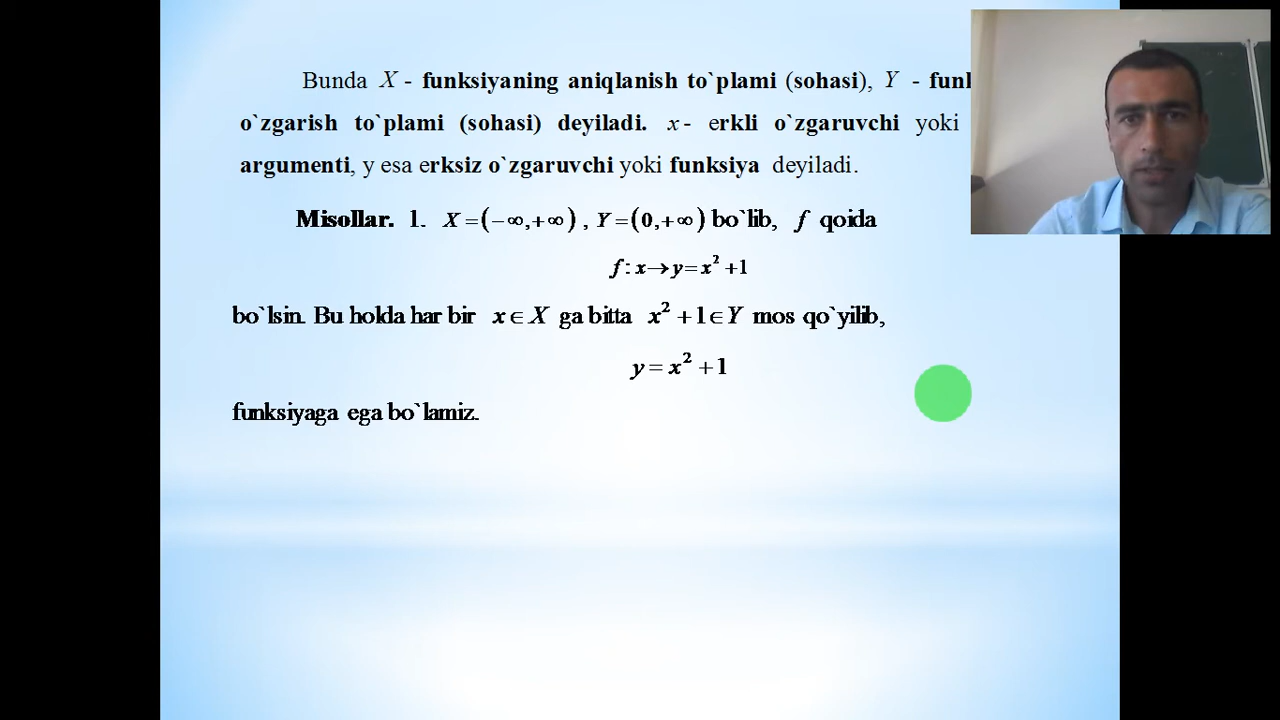 Bunda X - funksiyaning aniqlanish to`plami (sohasi), Y -
o`zgarish to`plami (sohasi) deyiladi. x- erkli o`zgaruvchi yoki
argumenti, y esa erksiz o`zgaruvchi yoki funksiya deyiladi.
Misollar. 1. X=(−∞,+∞), Y=(0,+∞) bo`lib, f qoida
f:x→y=x²+1
bo`lsin. Bu holda har bir x∈X ga bitta x²+1∈Y mos qo`yilib,
y=x²+1
funksiyaga ega bo`lamiz.